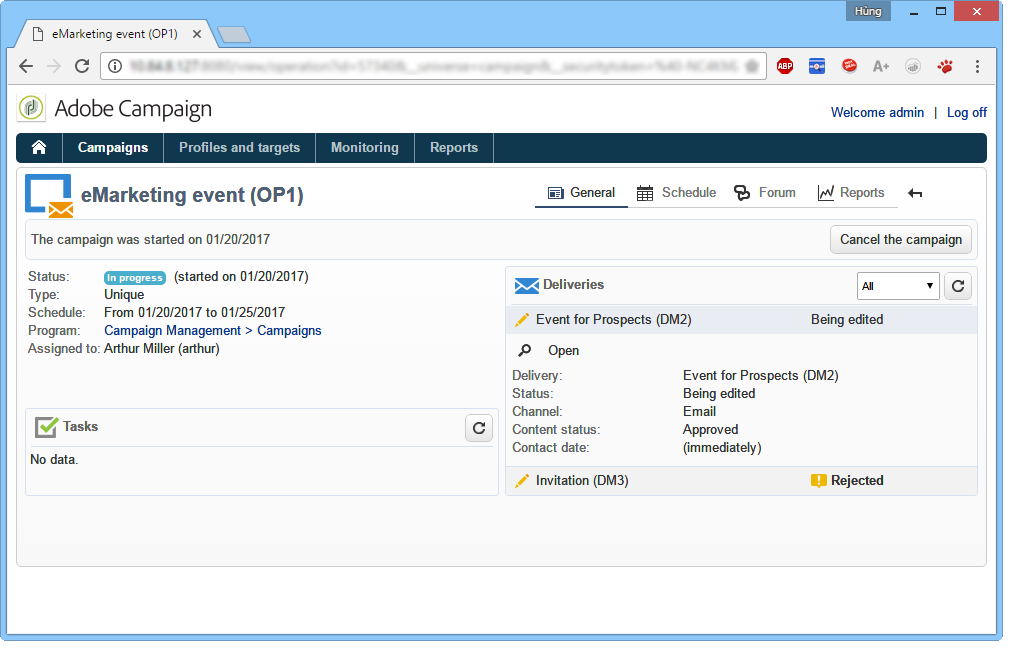 Hùng
eMarketing event (OP1)
ABP
A+
Adobe Campaign
Welcome admin | Log off
Campaigns Profiles and targets Monitoring Reports
eMarketing event (OP1)
General Schedule Forum Reports
The campaign was started on 01/20/2017
Cancel the campaign
Status: In progress (started on 01/20/2017)
Type: Unique
Schedule: From 01/20/2017 to 01/25/2017
Program: Campaign Management > Campaigns
Assigned to: Arthur Miller (arthur)
Tasks
No data.
Deliveries
All
Event for Prospects (DM2) Being edited
Open
Delivery: Event for Prospects (DM2)
Status: Being edited
Channel: Email
Content status: Approved
Contact date: (immediately)
Invitation (DM3) Rejected